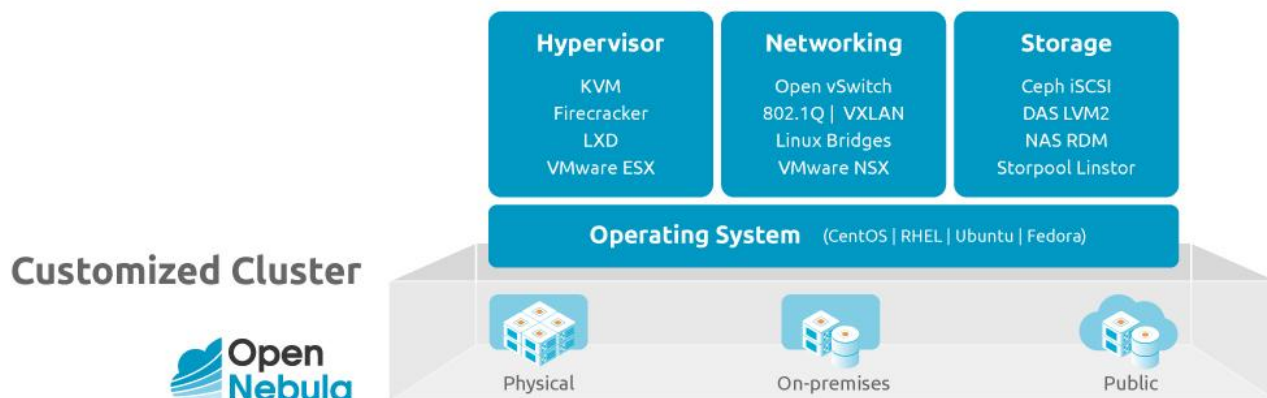 Hypervisor
KVM
Firecracker
LXD
VMware ESX
Networking
Open vSwitch
802.1Q | VXLAN
Linux Bridges
VMware NSX
Storage
Ceph iSCSI
DAS LVM2
NAS RDM
Storpool Linstor
Operating System (CentOS | RHEL | Ubuntu | Fedora)
Customized Cluster
Open
Nebula
Physical
On-premises
Public